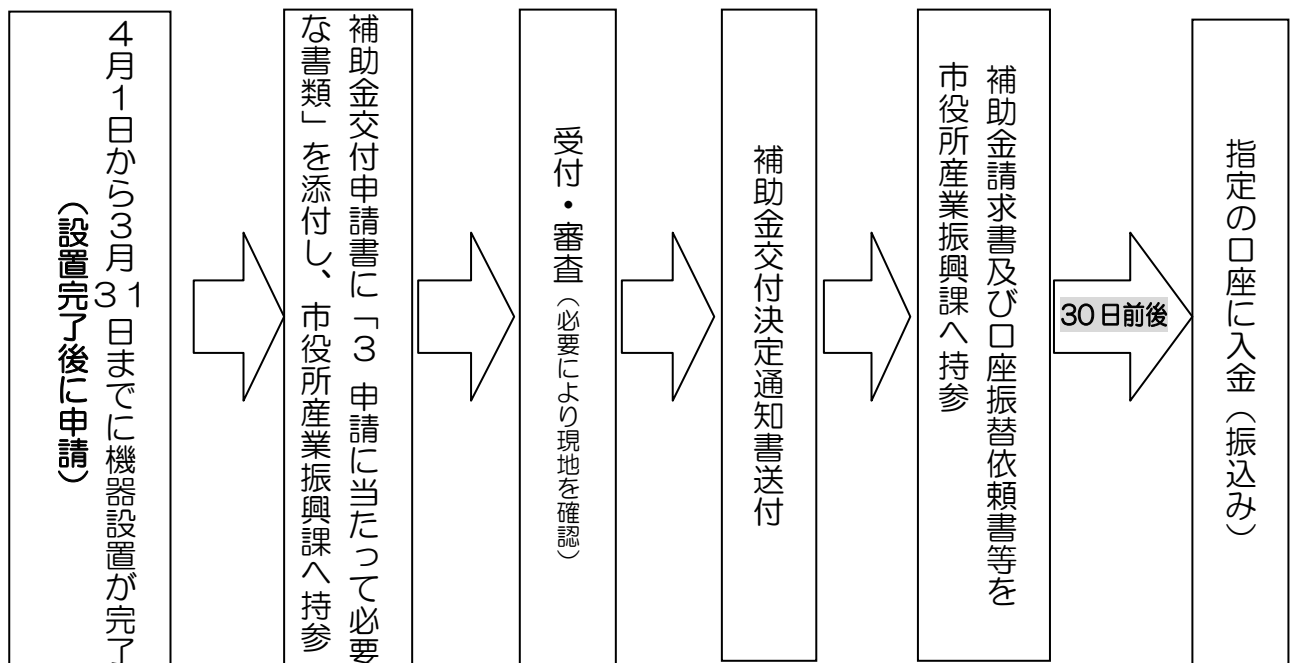 ４月１日から３月３１日までに機器設置が完了
（設置完了後に申請）
補助金交付申請書に「３ 申請に当たって必要
な書類」を添付し、市役所産業振興課へ持参
受付・審査（必要により現地を確認）
補助金交付決定通知書送付
補助金請求書及び口座振替依頼書等を
市役所産業振興課へ持参
30日前後
指定の口座に入金（振込み）